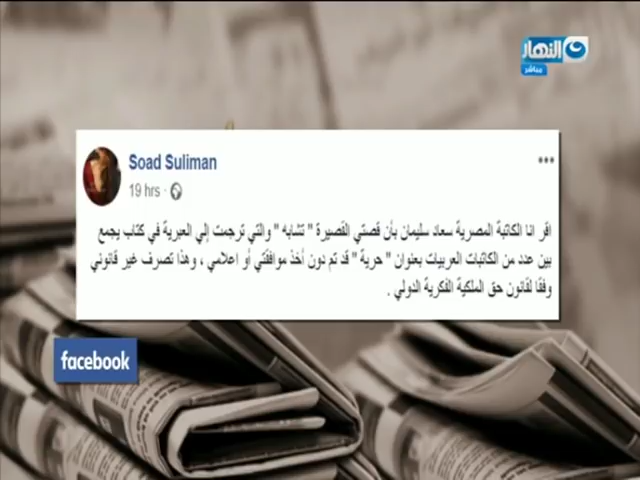 النهار
مباشر
Soad Suliman
19 hrs ·
اقر انا الكاتبة المصرية سعاد سليمان بأن قصتي القصيرة " تشابه " والتي ترجمت إلي العبرية في كتاب يجمع
بين عدد من الكاتبات العربيات بعنوان " حرية " قد تم دون أخذ موافقتي أو اعلامي ، وهذا تصرف غير قانوني
وفقا لقانون حق الملكية الفكرية الدولي .
facebook